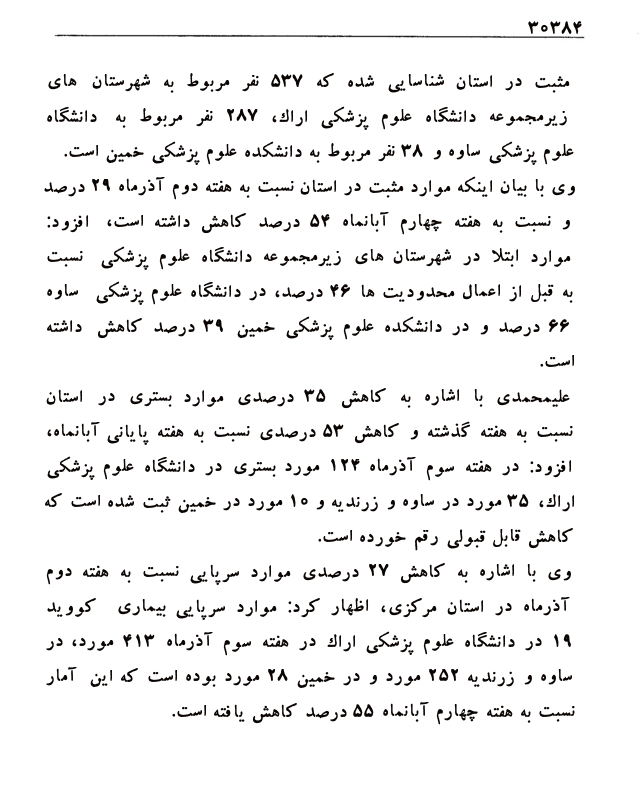 ۳۰۳۸۴
مثبت در استان شناسایی شده که ۵۳۷ نفر مربوط به شهرستان های
زیرمجموعه دانشگاه علوم پزشکی اراك، ۲۸۷ نفر مربوط به دانشگاه
علوم پزشکی ساوه و ۳۸ نفر مربوط به دانشکده علوم پزشکی خمین است.
وی با بیان اینکه موارد مثبت در استان نسبت به هفته دوم آذرماه ۲۹ درصد
و نسبت به هفته چهارم آبانماه ۵۴ درصد کاهش داشته است، افزود:
موارد ابتلا در شهرستان های زیرمجموعه دانشگاه علوم پزشکی نسبت
به قبل از اعمال محدودیت ها ۴۶ درصد، در دانشگاه علوم پزشکی ساوه
۶۶ درصد و در دانشکده علوم پزشکی خمین ۳۹ درصد کاهش داشته
است.
علیمحمدی با اشاره به کاهش ۳۵ درصدی موارد بستری در استان
نسبت به هفته گذشته و کاهش ۵۳ درصدی نسبت به هفته پایانی آبانماه،
افزود: در هفته سوم آذرماه ۱۲۴ مورد بستری در دانشگاه علوم پزشکی
اراك، ۳۵ مورد در ساوه و زرندیه و ۱۰ مورد در خمین ثبت شده است که
کاهش قابل قبولی رقم خورده است.
وی با اشاره به کاهش ۲۷ درصدی موارد سرپایی نسبت به هفته دوم
آذرماه در استان مرکزی، اظهار کرد: موارد سرپایی بیماری کووید
۱۹ در دانشگاه علوم پزشکی اراك در هفته سوم آذرماه ۴۱۳ مورد، در
ساوه و زرندیه ۲۵۲ مورد و در خمین ۲۸ مورد بوده است که این آمار
نسبت به هفته چهارم آبانماه ۵۵ درصد کاهش یافته است.